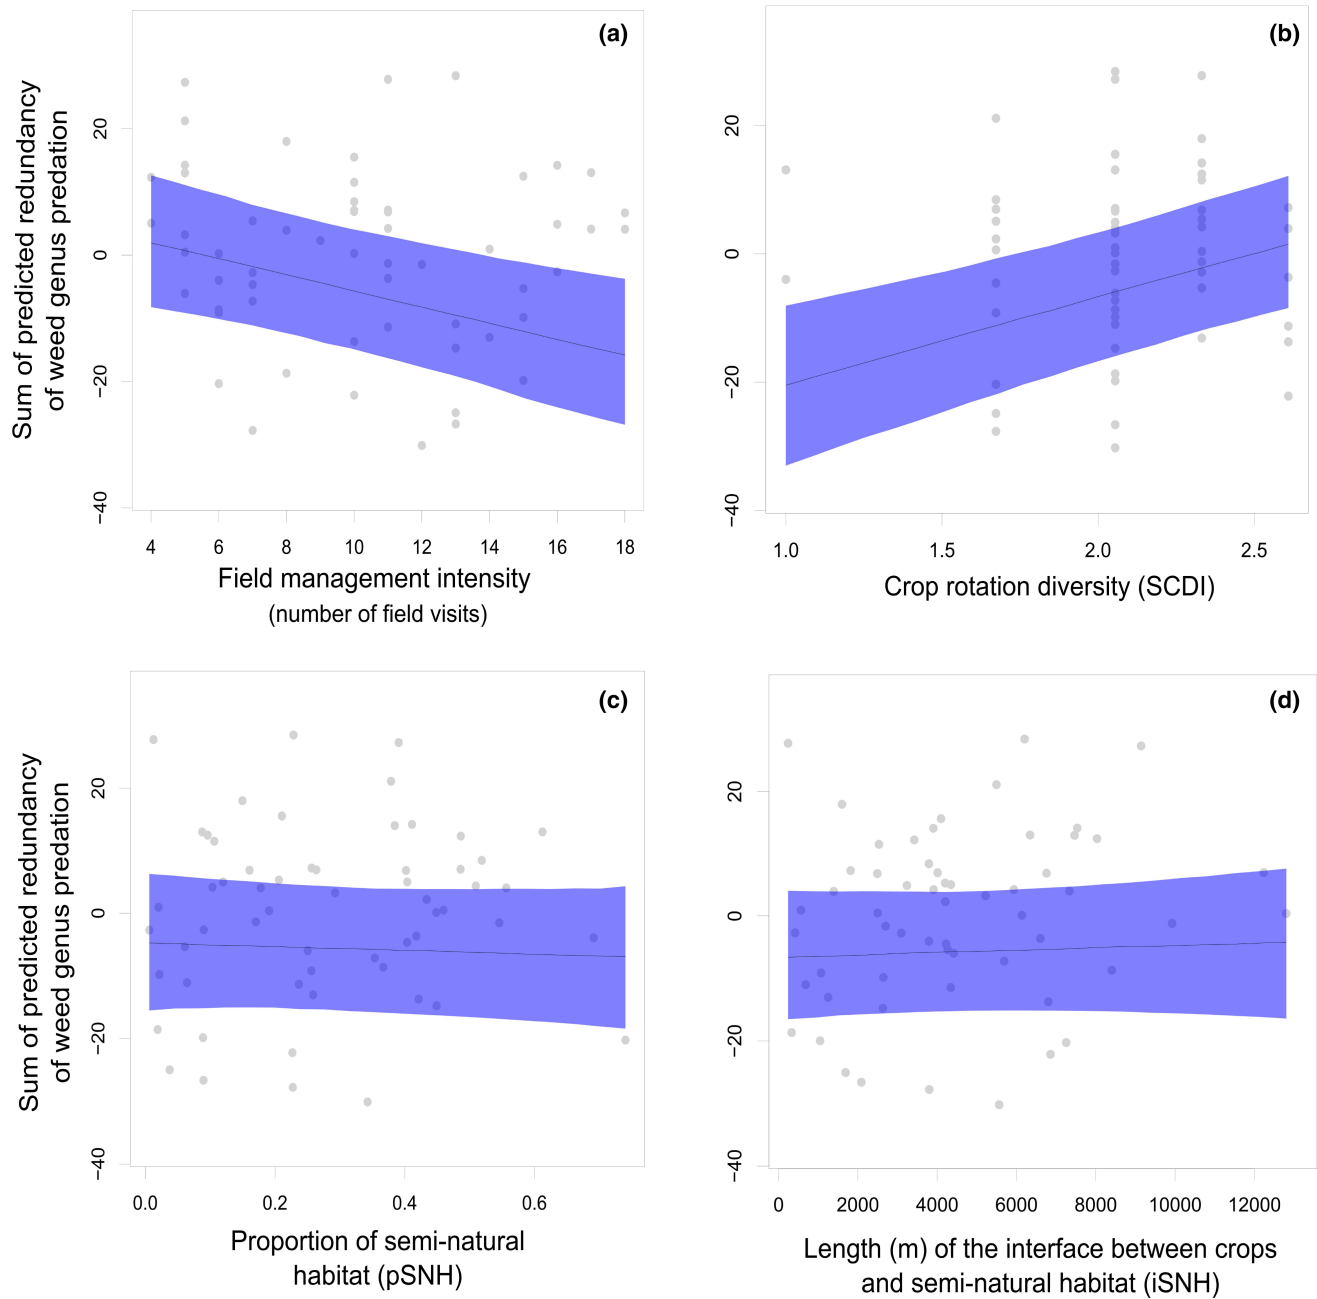 (a)
Sum of predicted redundancy
of weed genus predation
20
0
−20
−40
4 6 8 10 12 14 16 18
Field management intensity
(number of field visits)
(b)
20
0
−20
−40
1.0 1.5 2.0 2.5
Crop rotation diversity (SCDI)
(c)
Sum of predicted redundancy
of weed genus predation
20
0
−20
−40
0.0 0.2 0.4 0.6
Proportion of semi-natural
habitat (pSNH)
(d)
20
0
−20
−40
0 2000 4000 6000 8000 10000 12000
Length (m) of the interface between crops
and semi-natural habitat (iSNH)